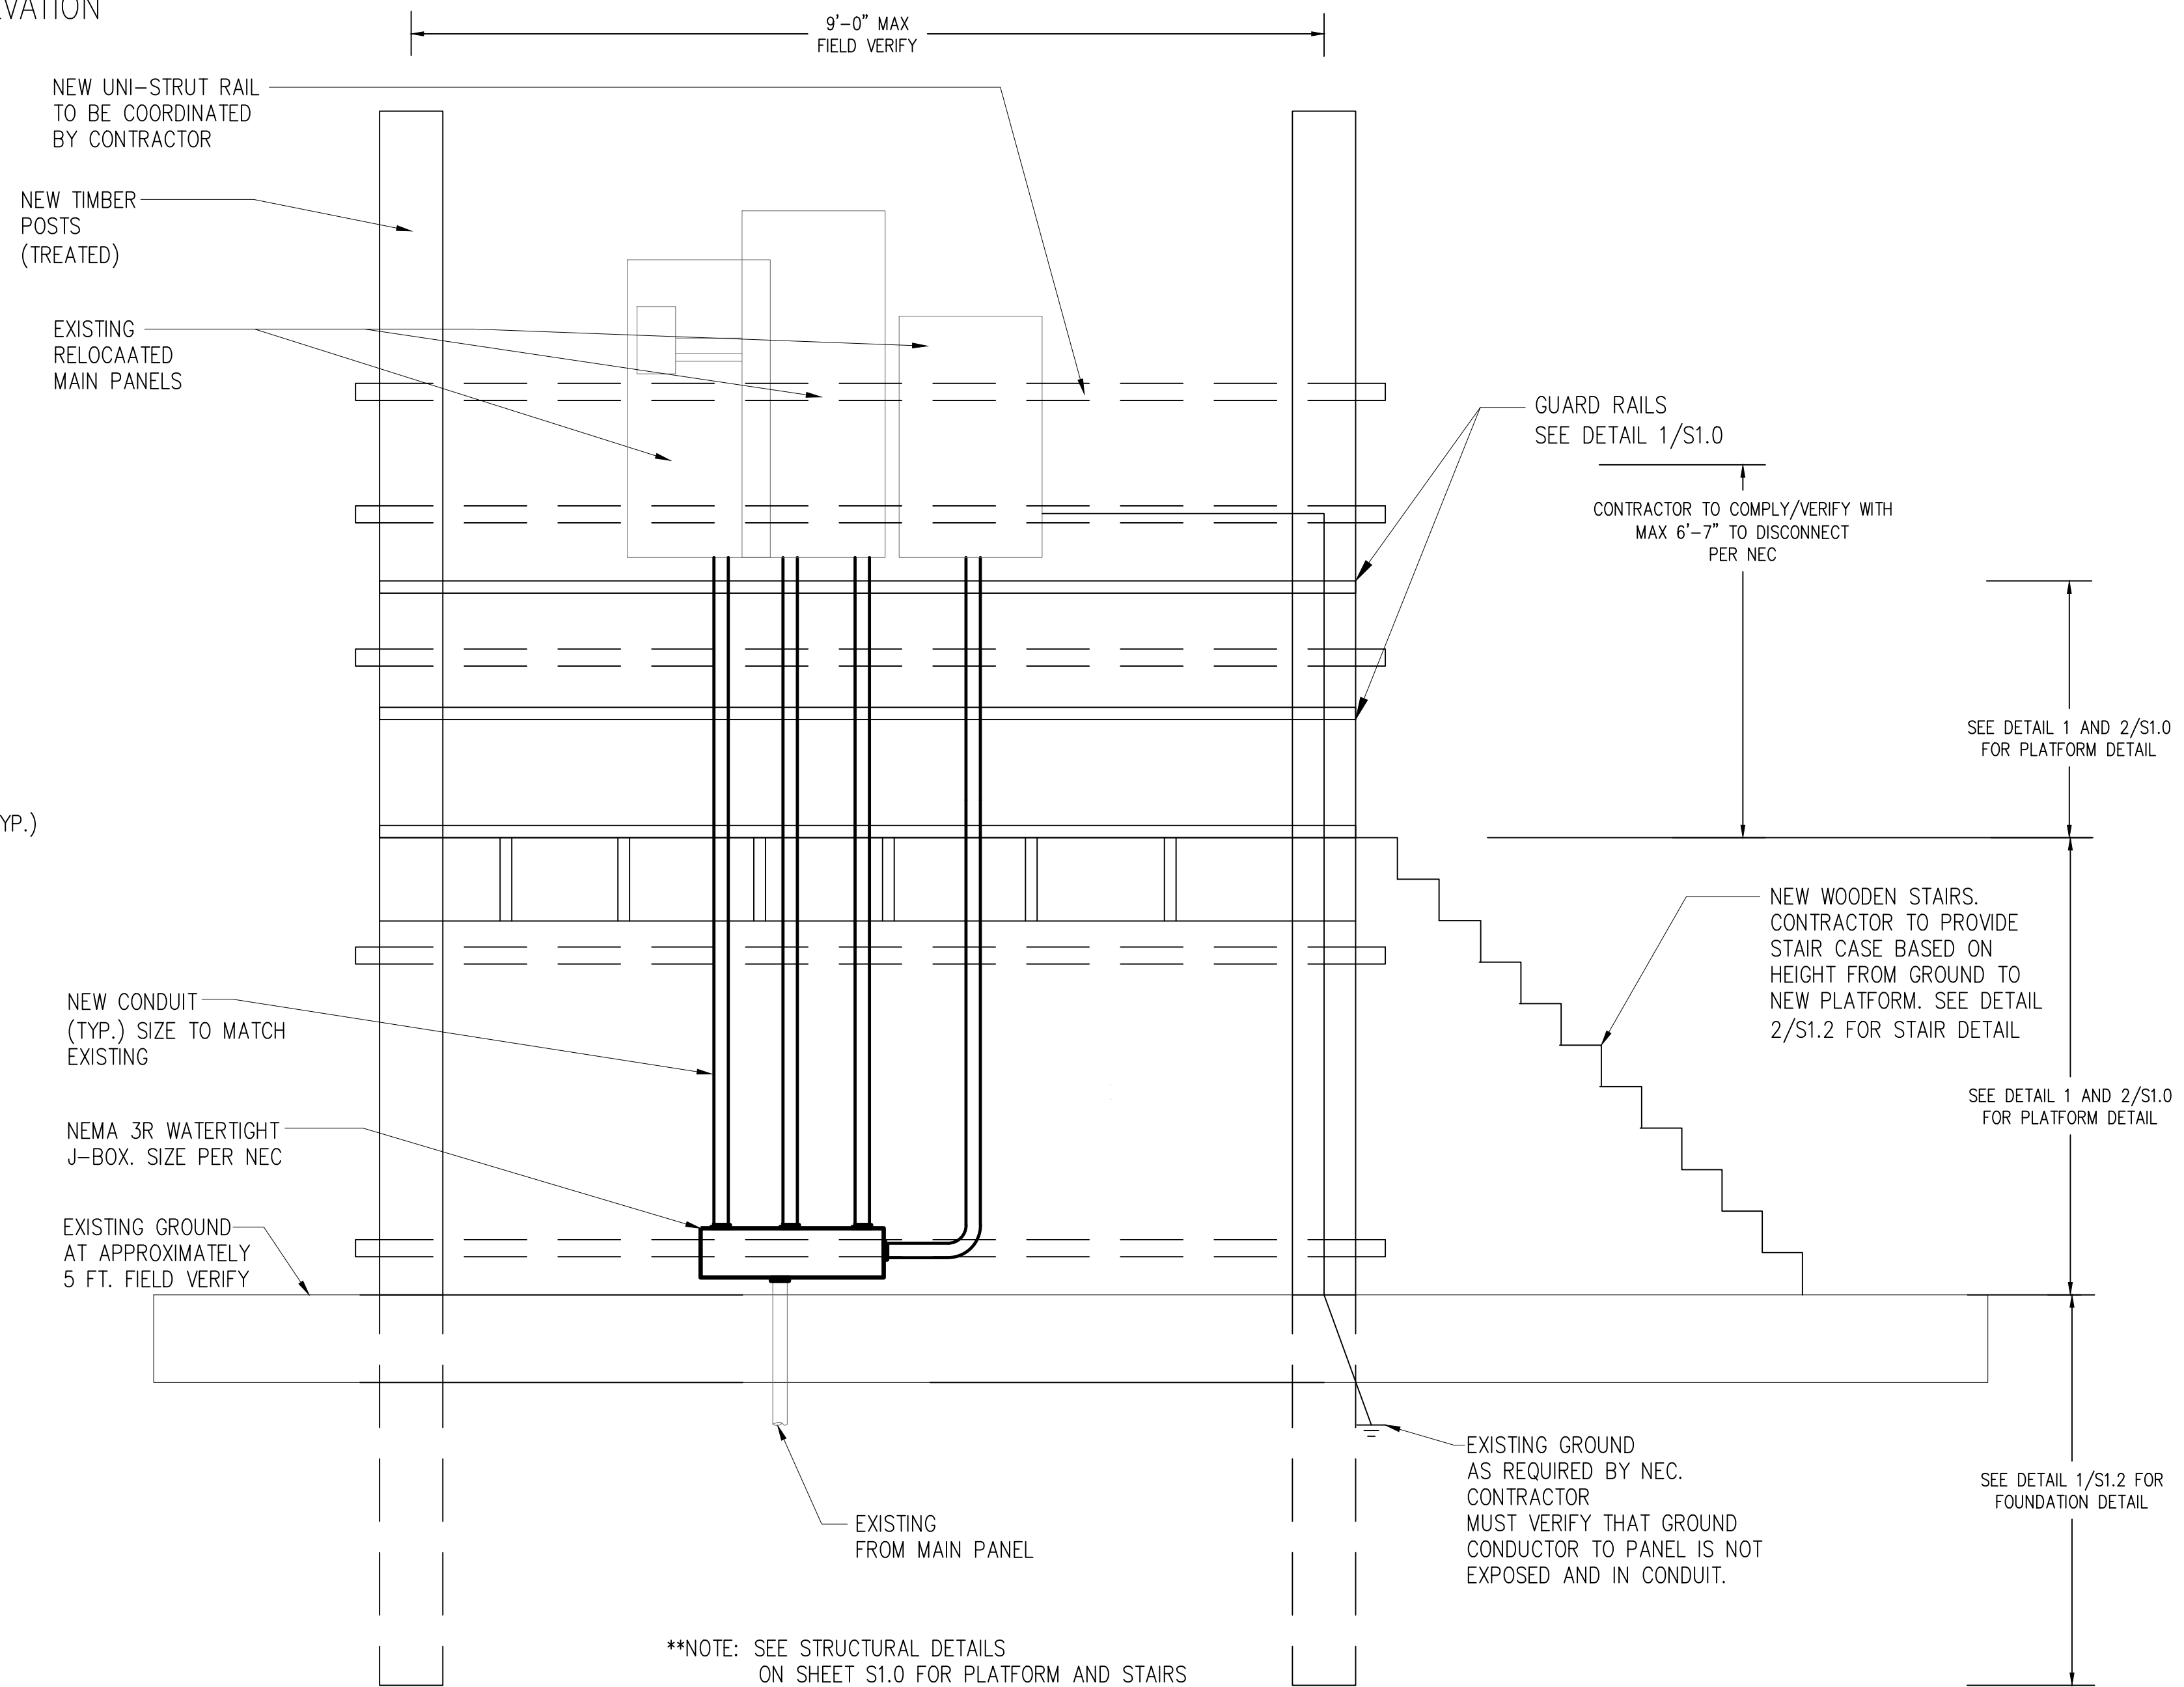 9'-0" MAX
FIELD VERIFY
NEW UNI-STRUT RAIL
TO BE COORDINATED
BY CONTRACTOR
NEW TIMBER
POSTS
(TREATED)
EXISTING
RELOCAATED
MAIN PANELS
GUARD RAILS
SEE DETAIL 1/S1.0
CONTRACTOR TO COMPLY/VERIFY WITH
MAX 6'-7" TO DISCONNECT
PER NEC
SEE DETAIL 1 AND 2/S1.0
FOR PLATFORM DETAIL
YP.)
NEW WOODEN STAIRS.
CONTRACTOR TO PROVIDE
STAIR CASE BASED ON
HEIGHT FROM GROUND TO
NEW PLATFORM. SEE DETAIL
2/S1.2 FOR STAIR DETAIL
NEW CONDUIT
(TYP.) SIZE TO MATCH
EXISTING
SEE DETAIL 1 AND 2/S1.0
FOR PLATFORM DETAIL
NEMA 3R WATERTIGHT
J-BOX. SIZE PER NEC
EXISTING GROUND
AT APPROXIMATELY
5 FT. FIELD VERIFY
EXISTING GROUND
AS REQUIRED BY NEC.
CONTRACTOR
MUST VERIFY THAT GROUND
CONDUCTOR TO PANEL IS NOT
EXPOSED AND IN CONDUIT.
SEE DETAIL 1/S1.2 FOR
FOUNDATION DETAIL
EXISTING
FROM MAIN PANEL
**NOTE: SEE STRUCTURAL DETAILS
ON SHEET S1.0 FOR PLATFORM AND STAIRS